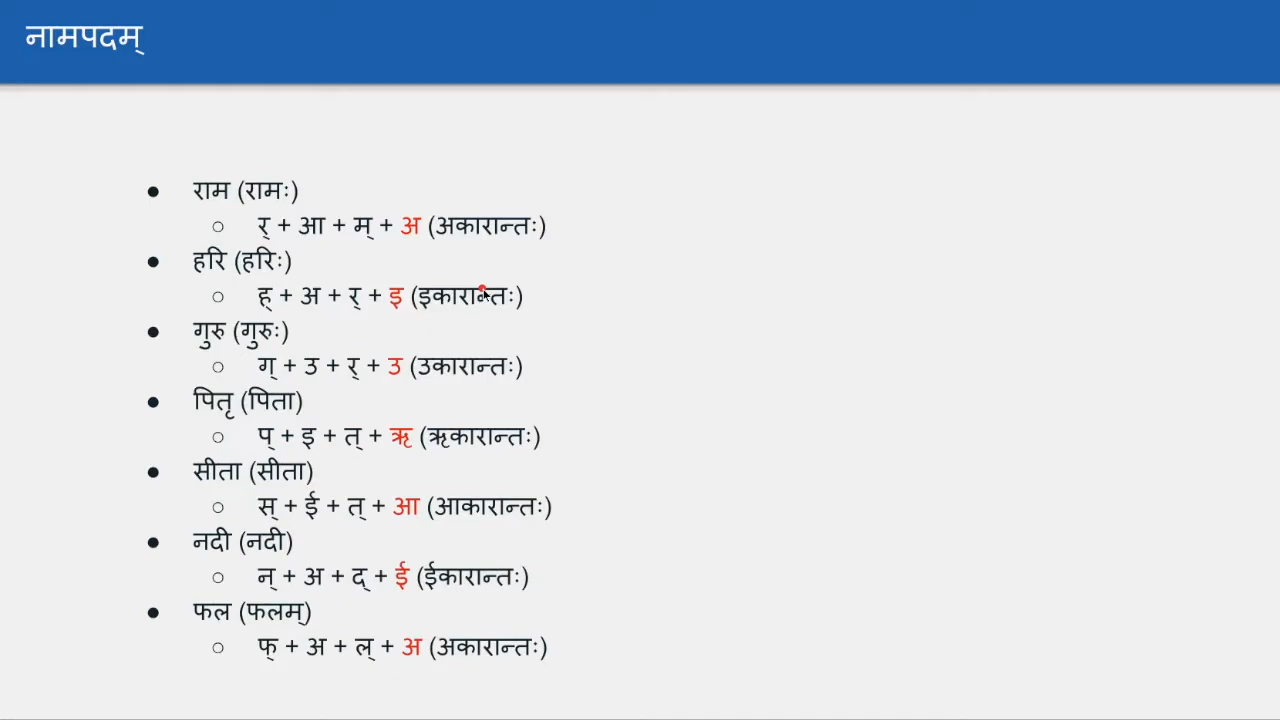 नामपदम्
● राम (रामः)
○ र् + आ + म् + अ (अकारान्तः)
● हरि (हरिः)
○ ह् + अ + र् + इ (इकारान्तः)
● गुरु (गुरुः)
○ ग् + उ + र् + उ (उकारान्तः)
● पितृ (पिता)
○ प् + इ + त् + ऋ (ऋकारान्तः)
● सीता (सीता)
○ स् + ई + त् + आ (आकारान्तः)
● नदी (नदी)
○ न् + अ + द् + ई (ईकारान्तः)
● फल (फलम्)
○ फ् + अ + ल् + अ (अकारान्तः)